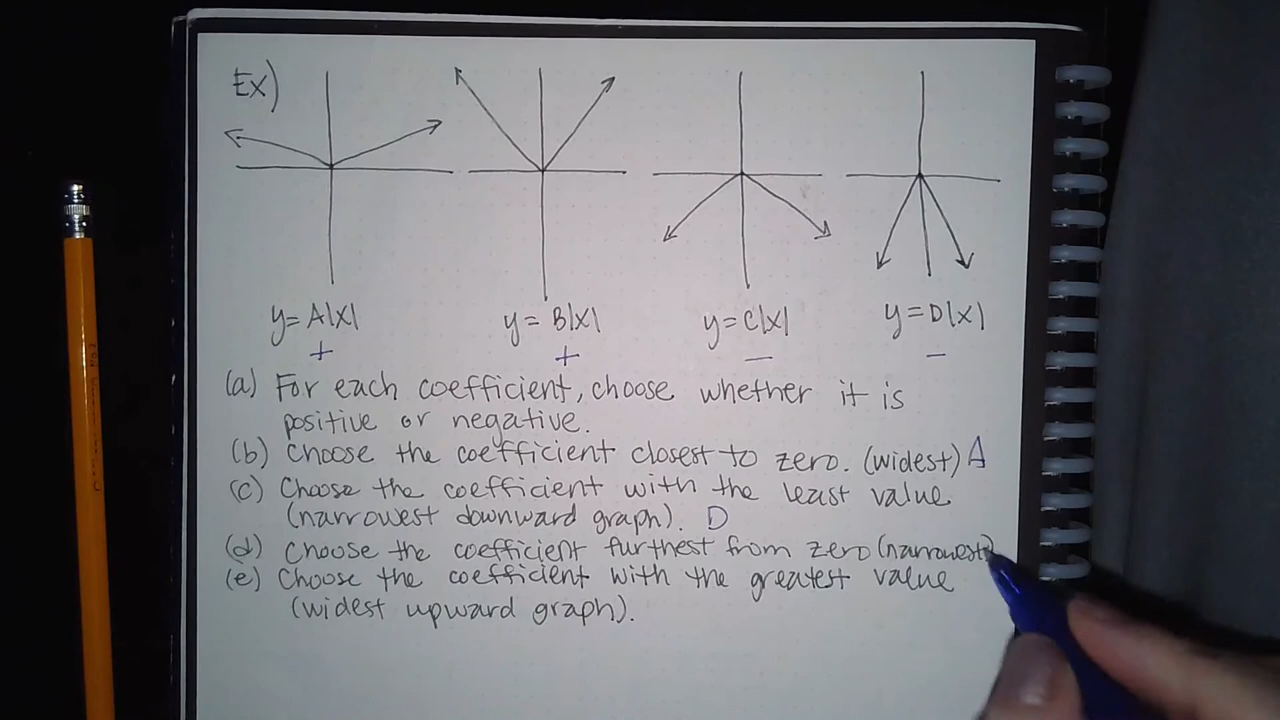 Ex)
y= A|x| y= B|x| y=C|x| y=D|x|
+ + — —
(a) For each coefficient, choose whether it is
positive or negative.
(b) Choose the coefficient closest to zero. (widest) A
(c) Choose the coefficient with the least value
(narrowest downward graph). D
(d) Choose the coefficient furthest from zero (narrowest)
(e) Choose the coefficient with the greatest value
(widest upward graph).